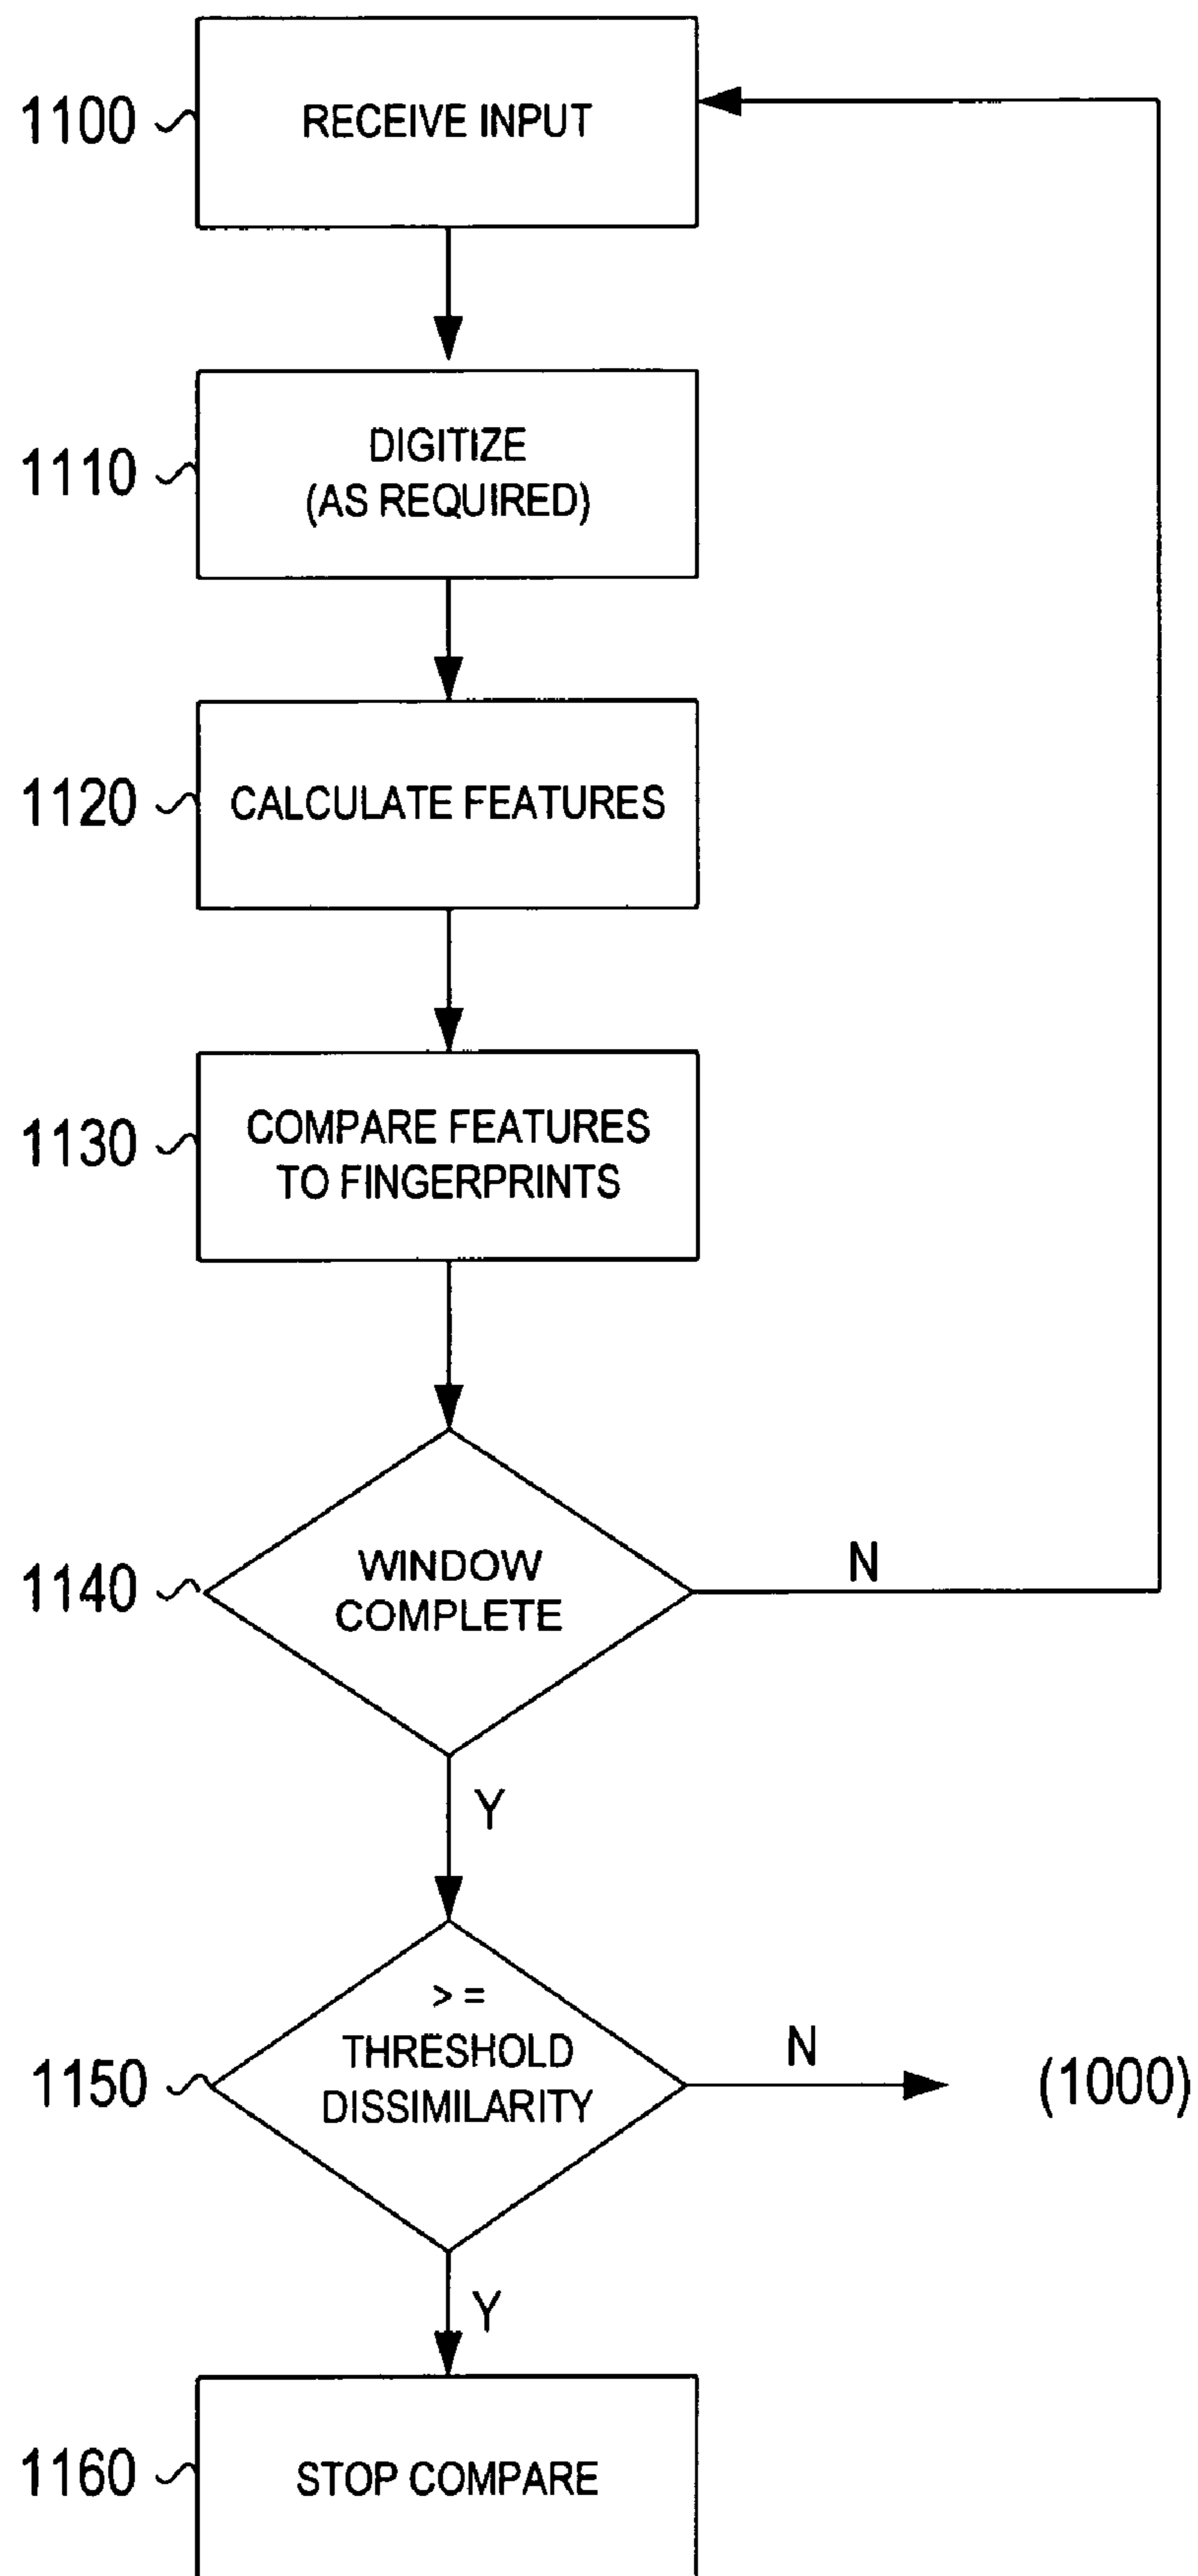 1100
RECEIVE INPUT
1110
DIGITIZE
(AS REQUIRED)
1120
CALCULATE FEATURES
1130
COMPARE FEATURES
TO FINGERPRINTS
1140
WINDOW
COMPLETE
N
Y
1150
> =
THRESHOLD
DISSIMILARITY
N
(1000)
Y
1160
STOP COMPARE